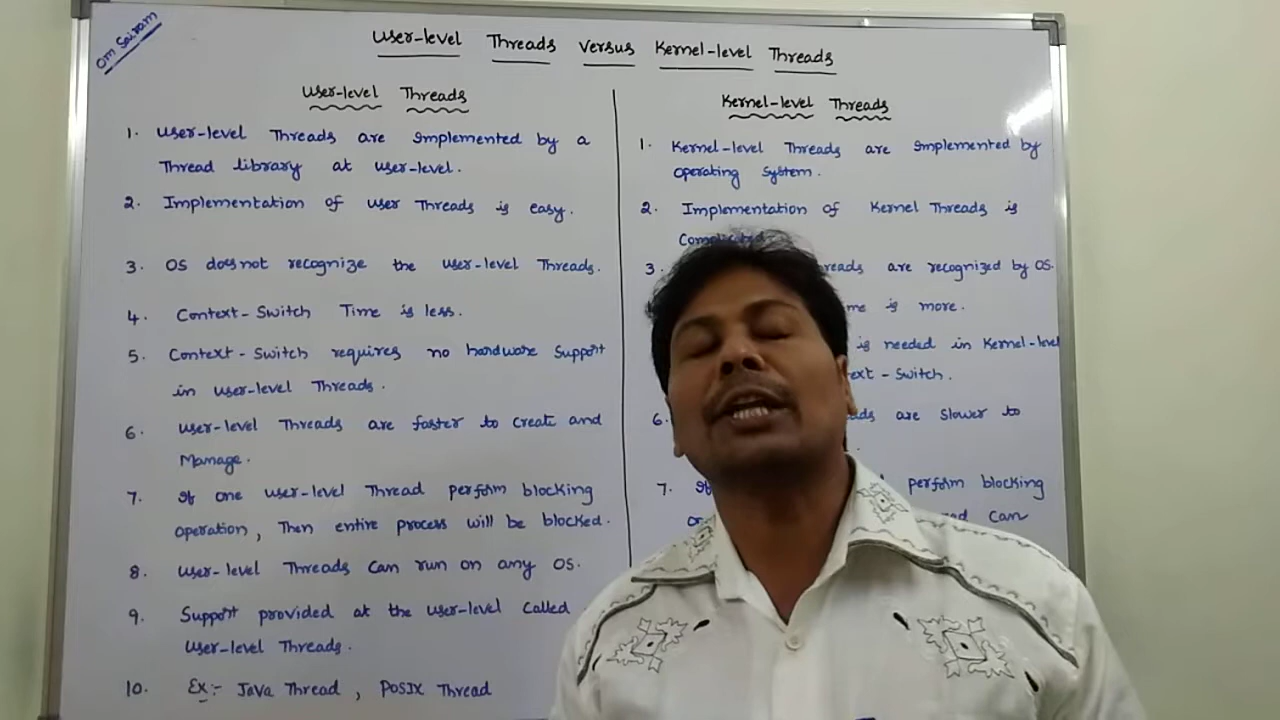 Om Sairam
User-level Threads versus Kernel-level Threads
User-level Threads
1. User-level Threads are implemented by a
Thread library at user-level.
2. Implementation of user Threads is easy.
3. OS doesnot recognize the user-level Threads.
4. Context-Switch Time is less.
5. Context-Switch requires no hardware Support
in user-level Threads.
6. User-level Threads are faster to create and
Manage.
7. If one user-level Thread perform blocking
operation, Then entire process will be blocked.
8. User-level Threads can run on any OS.
9. Support provided at the user-level called
User-level Threads.
10. Ex:- Java Thread, POSIX Thread
Kernel-level Threads
1. Kernel-level Threads are implemented by
operating System.
2. Implementation of Kernel Threads is
Complicated
3. are recognized by OS.
is more.
is needed in Kernel-level
Switch.
6. are slower to
7. If perform blocking
can